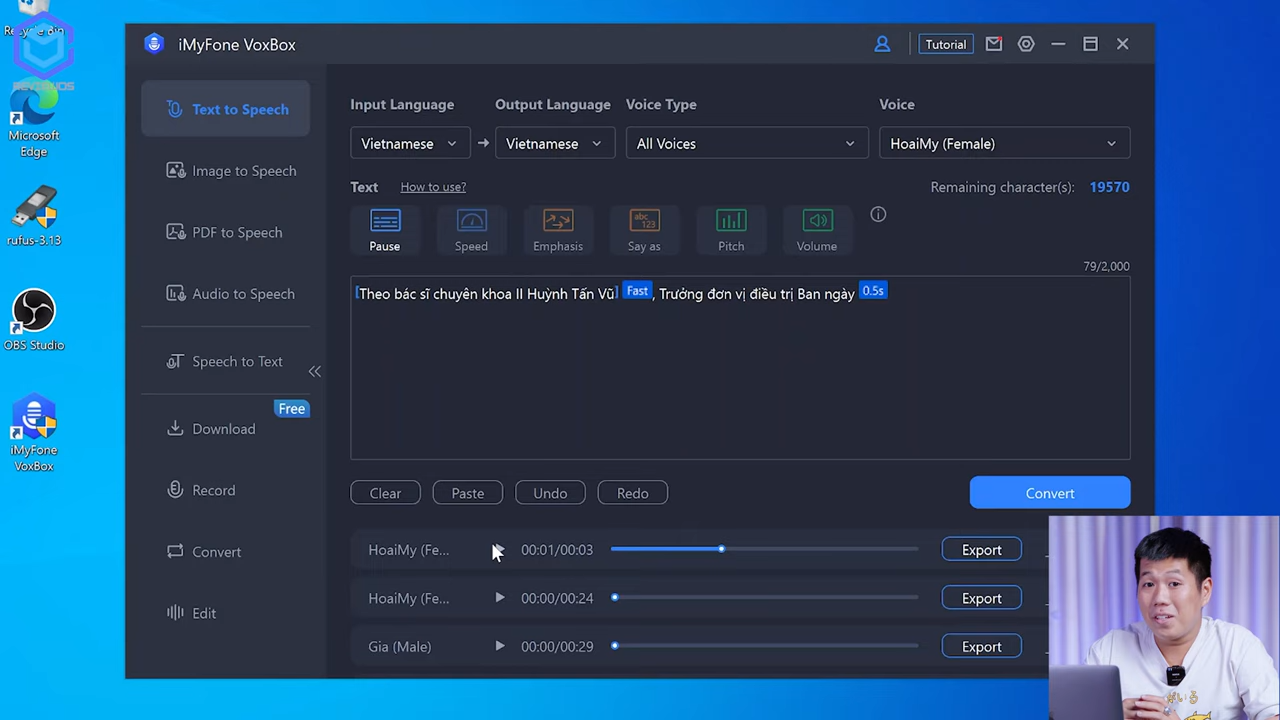 Recycle Bin
Microsoft
Edge
rufus-3.13
OBS Studio
iMyFone
VoxBox
iMyFone VoxBox
Tutorial
Text to Speech
Image to Speech
PDF to Speech
Audio to Speech
Speech to Text
Free
Download
Record
Convert
Edit
Input Language
Output Language
Voice Type
Voice
Vietnamese
Vietnamese
All Voices
HoaiMy (Female)
Text
How to use?
Remaining character(s): 19570
Pause
Speed
abc
123
Emphasis
Say as
Pitch
Volume
79/2,000
[Theo bác sĩ chuyên khoa II Huỳnh Tấn Vũ] Fast , Trưởng đơn vị điều trị Ban ngày 0.5s
Clear
Paste
Undo
Redo
Convert
HoaiMy (Fe...
00:01/00:03
Export
HoaiMy (Fe...
00:00/00:24
Export
Gia (Male)
00:00/00:29
Export